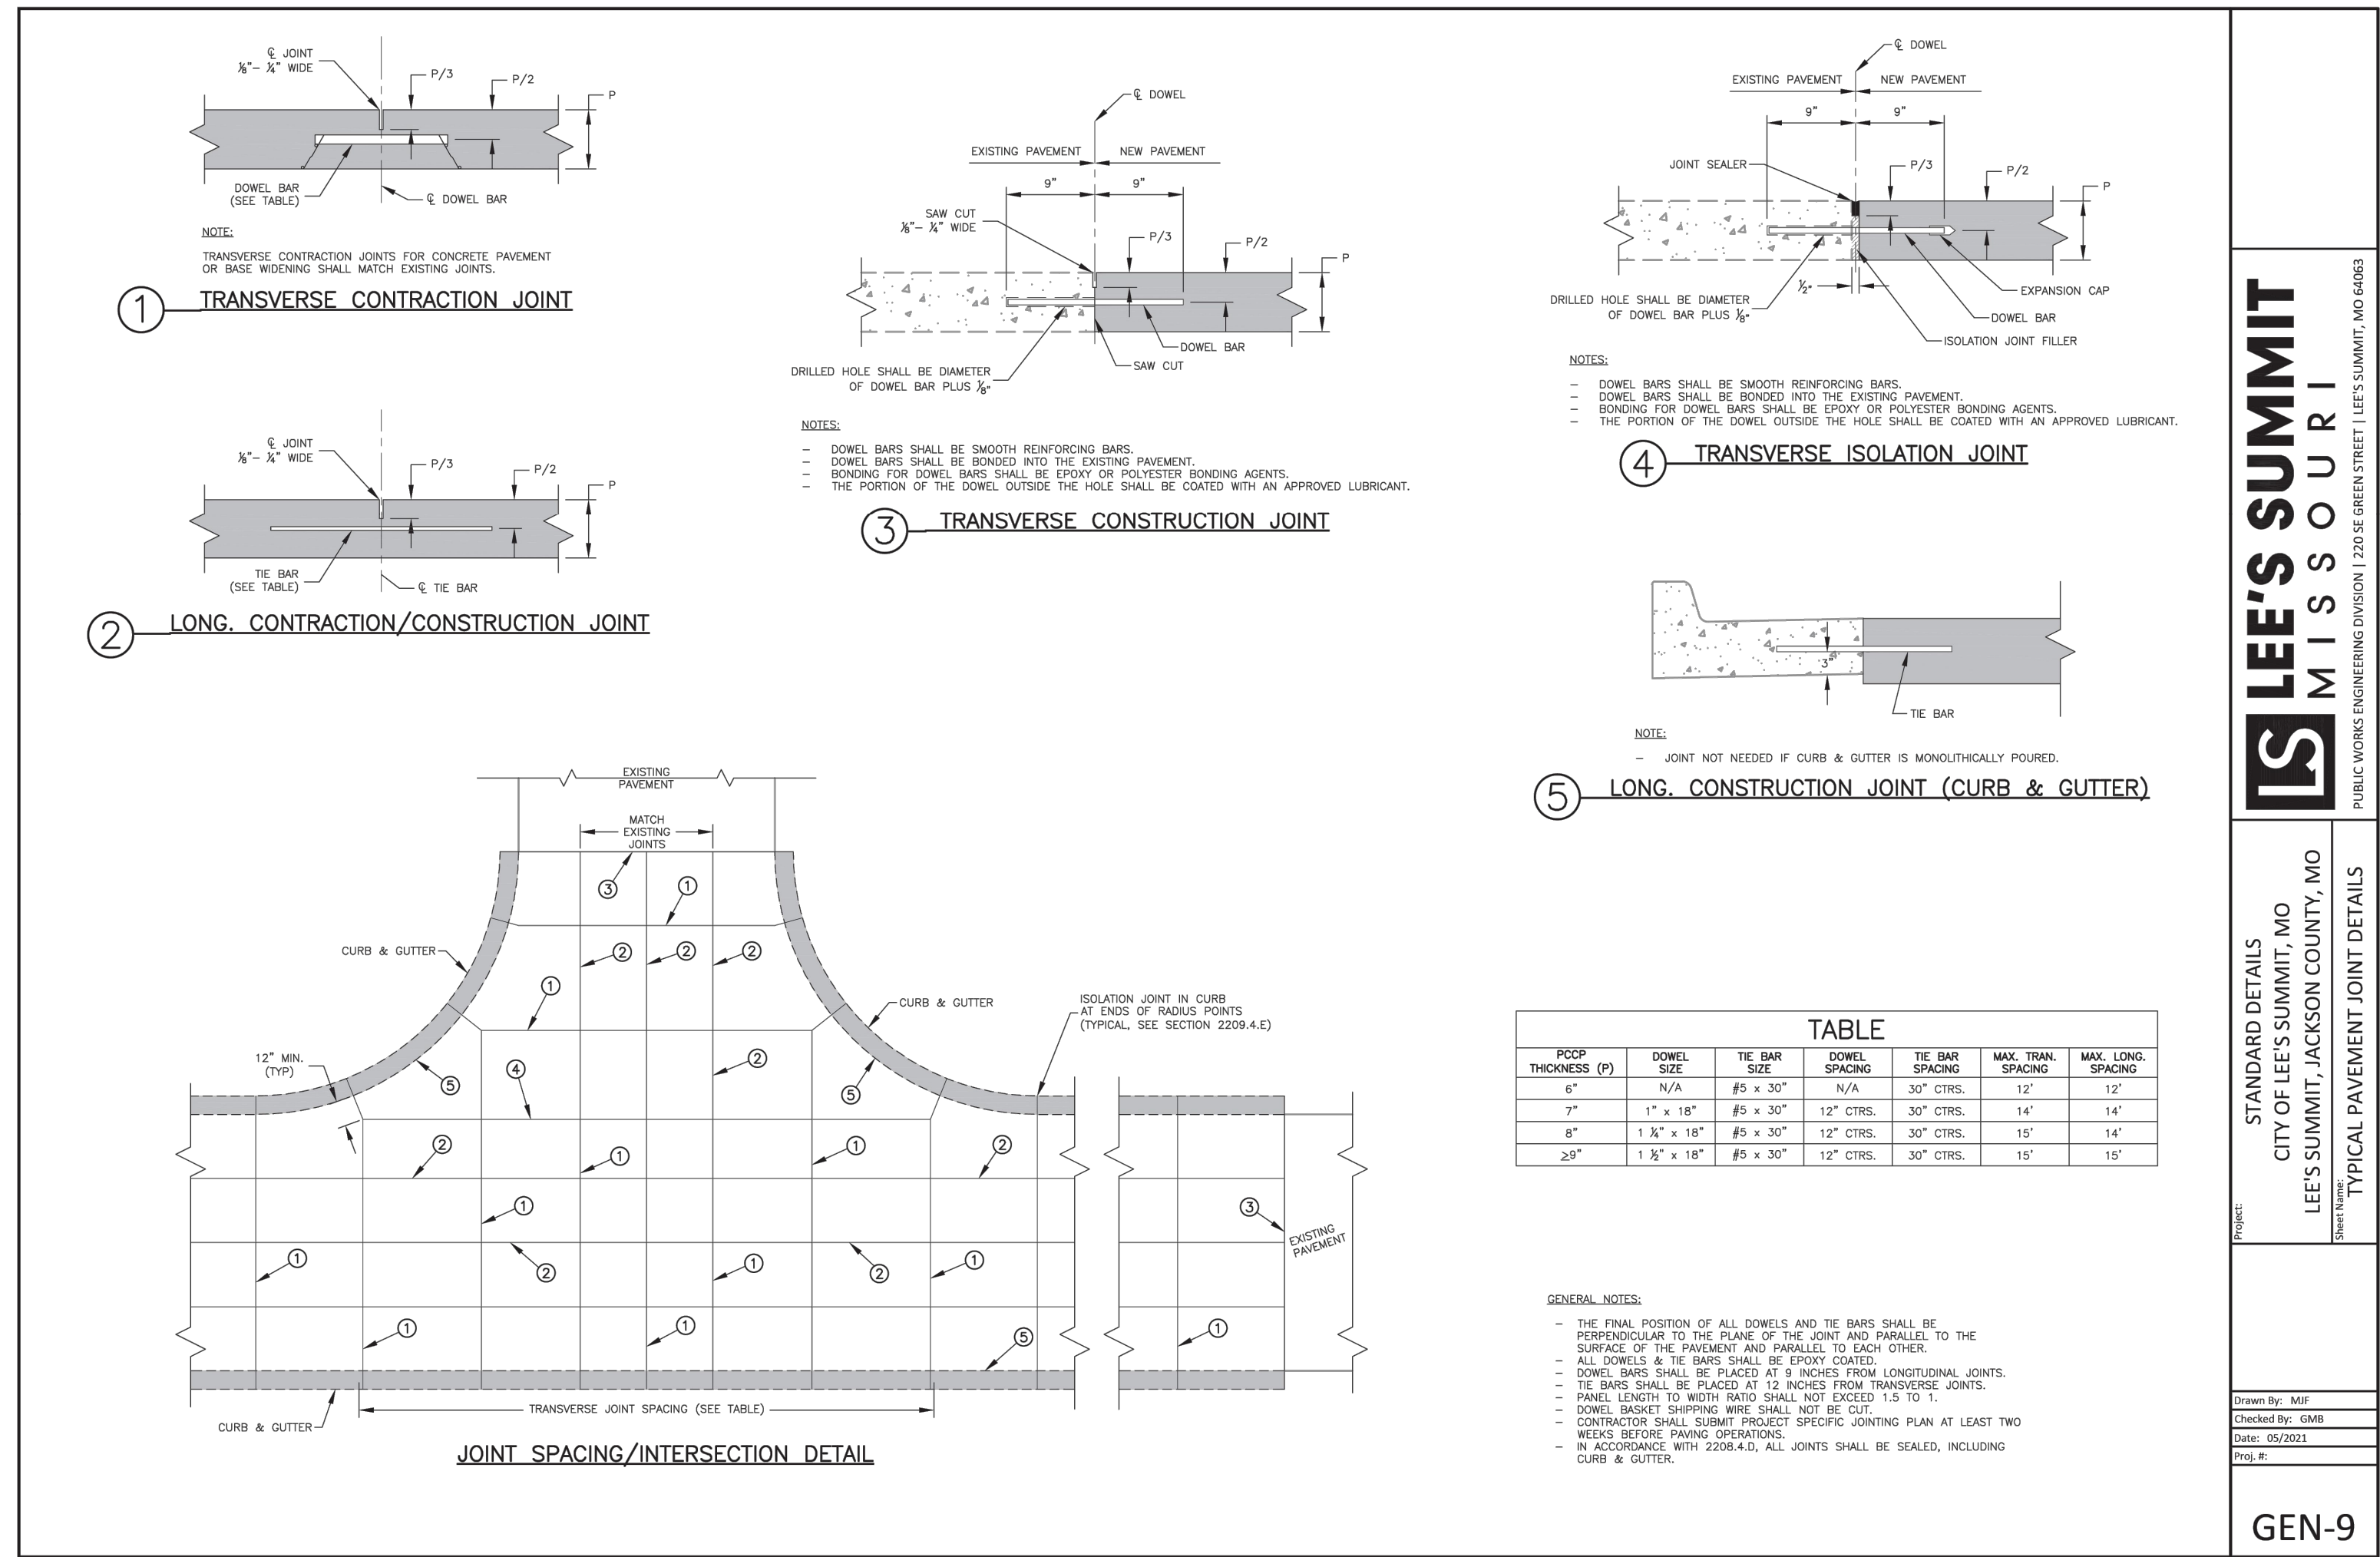 ℄ JOINT
⅛"– ¼" WIDE
P/3
P/2
P
DOWEL BAR
(SEE TABLE)
℄ DOWEL BAR
NOTE:
TRANSVERSE CONTRACTION JOINTS FOR CONCRETE PAVEMENT
OR BASE WIDENING SHALL MATCH EXISTING JOINTS.
1 TRANSVERSE CONTRACTION JOINT
℄ JOINT
⅛"– ¼" WIDE
P/3
P/2
P
TIE BAR
(SEE TABLE)
℄ TIE BAR
2 LONG. CONTRACTION/CONSTRUCTION JOINT
℄ DOWEL
EXISTING PAVEMENT
NEW PAVEMENT
9"
9"
SAW CUT
⅛"– ¼" WIDE
P/3
P/2
P
DOWEL BAR
SAW CUT
DRILLED HOLE SHALL BE DIAMETER
OF DOWEL BAR PLUS ⅛"
NOTES:
– DOWEL BARS SHALL BE SMOOTH REINFORCING BARS.
– DOWEL BARS SHALL BE BONDED INTO THE EXISTING PAVEMENT.
– BONDING FOR DOWEL BARS SHALL BE EPOXY OR POLYESTER BONDING AGENTS.
– THE PORTION OF THE DOWEL OUTSIDE THE HOLE SHALL BE COATED WITH AN APPROVED LUBRICANT.
3 TRANSVERSE CONSTRUCTION JOINT
℄ DOWEL
EXISTING PAVEMENT
NEW PAVEMENT
9"
9"
JOINT SEALER
P/3
P/2
P
½"
DRILLED HOLE SHALL BE DIAMETER
OF DOWEL BAR PLUS ⅛"
EXPANSION CAP
DOWEL BAR
ISOLATION JOINT FILLER
NOTES:
– DOWEL BARS SHALL BE SMOOTH REINFORCING BARS.
– DOWEL BARS SHALL BE BONDED INTO THE EXISTING PAVEMENT.
– BONDING FOR DOWEL BARS SHALL BE EPOXY OR POLYESTER BONDING AGENTS.
– THE PORTION OF THE DOWEL OUTSIDE THE HOLE SHALL BE COATED WITH AN APPROVED LUBRICANT.
4 TRANSVERSE ISOLATION JOINT
3"
TIE BAR
NOTE:
– JOINT NOT NEEDED IF CURB & GUTTER IS MONOLITHICALLY POURED.
5 LONG. CONSTRUCTION JOINT (CURB & GUTTER)
EXISTING
PAVEMENT
MATCH
EXISTING
JOINTS
3
1
CURB & GUTTER
2
2
2
1
CURB & GUTTER
ISOLATION JOINT IN CURB
AT ENDS OF RADIUS POINTS
(TYPICAL, SEE SECTION 2209.4.E)
12" MIN.
(TYP)
2
4
5
5
2
1
1
2
1
3
EXISTING
PAVEMENT
1
2
1
2
1
1
1
5
1
TRANSVERSE JOINT SPACING (SEE TABLE)
CURB & GUTTER
JOINT SPACING/INTERSECTION DETAIL
TABLE
PCCP THICKNESS (P) DOWEL SIZE TIE BAR SIZE DOWEL SPACING TIE BAR SPACING MAX. TRAN. SPACING MAX. LONG. SPACING
6" N/A #5 x 30" N/A 30" CTRS. 12' 12'
7" 1" x 18" #5 x 30" 12" CTRS. 30" CTRS. 14' 14'
8" 1 ¼" x 18" #5 x 30" 12" CTRS. 30" CTRS. 15' 14'
≥9" 1 ½" x 18" #5 x 30" 12" CTRS. 30" CTRS. 15' 15'
GENERAL NOTES:
– THE FINAL POSITION OF ALL DOWELS AND TIE BARS SHALL BE
PERPENDICULAR TO THE PLANE OF THE JOINT AND PARALLEL TO THE
SURFACE OF THE PAVEMENT AND PARALLEL TO EACH OTHER.
– ALL DOWELS & TIE BARS SHALL BE EPOXY COATED.
– DOWEL BARS SHALL BE PLACED AT 9 INCHES FROM LONGITUDINAL JOINTS.
– TIE BARS SHALL BE PLACED AT 12 INCHES FROM TRANSVERSE JOINTS.
– PANEL LENGTH TO WIDTH RATIO SHALL NOT EXCEED 1.5 TO 1.
– DOWEL BASKET SHIPPING WIRE SHALL NOT BE CUT.
– CONTRACTOR SHALL SUBMIT PROJECT SPECIFIC JOINTING PLAN AT LEAST TWO
WEEKS BEFORE PAVING OPERATIONS.
– IN ACCORDANCE WITH 2208.4.D, ALL JOINTS SHALL BE SEALED, INCLUDING
CURB & GUTTER.
LS LEE'S SUMMIT
MISSOURI
PUBLIC WORKS ENGINEERING DIVISION | 220 SE GREEN STREET | LEE'S SUMMIT, MO 64063
Project:
STANDARD DETAILS
CITY OF LEE'S SUMMIT, MO
LEE'S SUMMIT, JACKSON COUNTY, MO
Sheet Name:
TYPICAL PAVEMENT JOINT DETAILS
Drawn By: MJF
Checked By: GMB
Date: 05/2021
Proj. #:
GEN-9